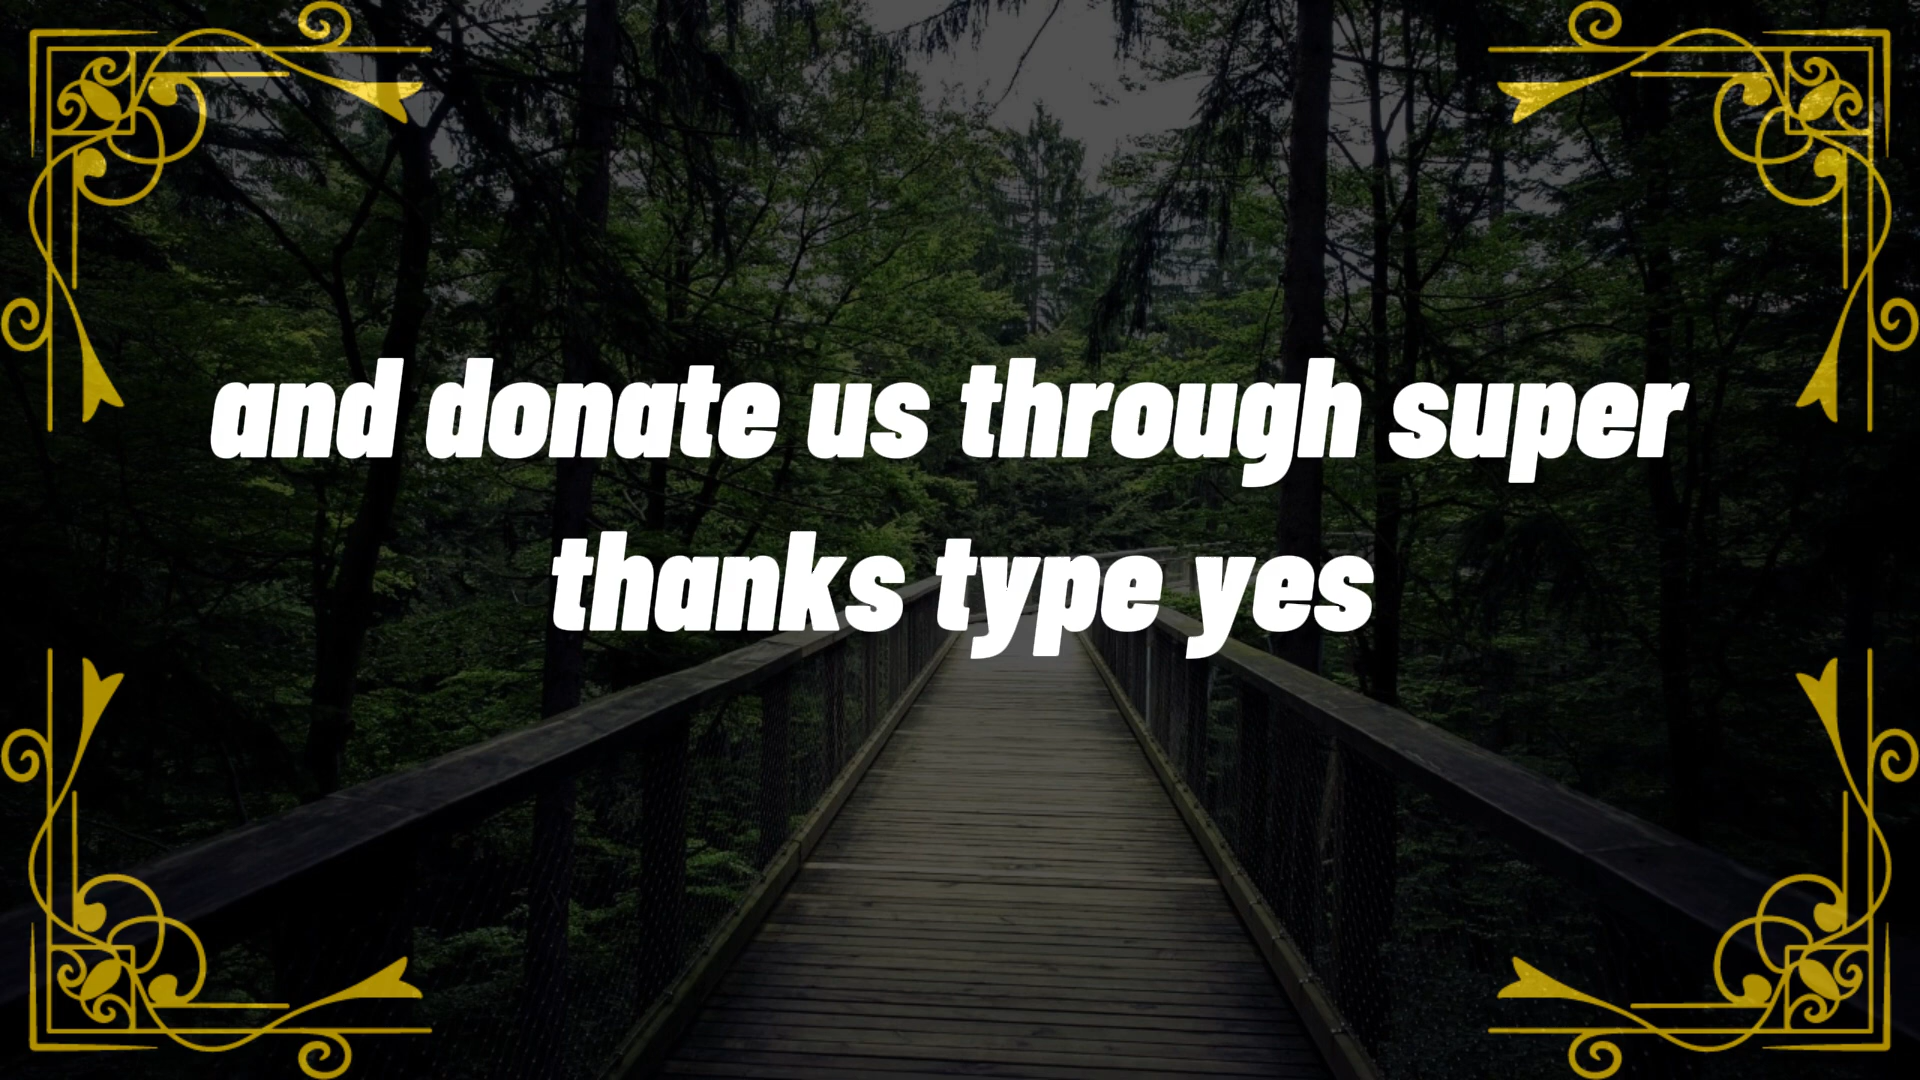 and donate us through super
thanks type yes